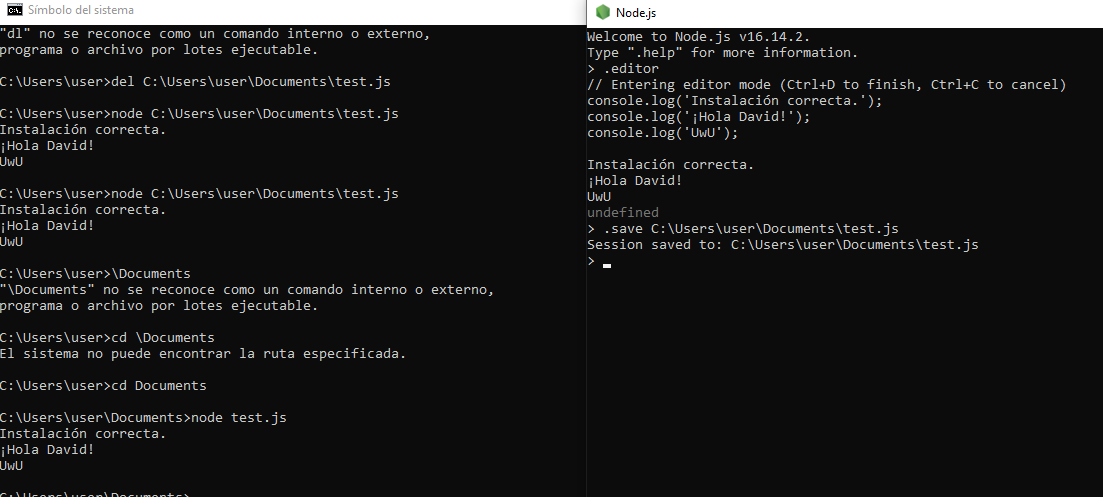 Símbolo del sistema
"dl" no se reconoce como un comando interno o externo,
programa o archivo por lotes ejecutable.
C:\Users\user>del C:\Users\user\Documents\test.js
C:\Users\user>node C:\Users\user\Documents\test.js
Instalación correcta.
¡Hola David!
UwU
C:\Users\user>node C:\Users\user\Documents\test.js
Instalación correcta.
¡Hola David!
UwU
C:\Users\user>\Documents
"\Documents" no se reconoce como un comando interno o externo,
programa o archivo por lotes ejecutable.
C:\Users\user>cd \Documents
El sistema no puede encontrar la ruta especificada.
C:\Users\user>cd Documents
C:\Users\user\Documents>node test.js
Instalación correcta.
¡Hola David!
UwU
C:\Users\user\Documents>
Node.js
Welcome to Node.js v16.14.2.
Type ".help" for more information.
> .editor
// Entering editor mode (Ctrl+D to finish, Ctrl+C to cancel)
console.log('Instalación correcta.');
console.log('¡Hola David!');
console.log('UwU');
Instalación correcta.
¡Hola David!
UwU
undefined
> .save C:\Users\user\Documents\test.js
Session saved to: C:\Users\user\Documents\test.js
>